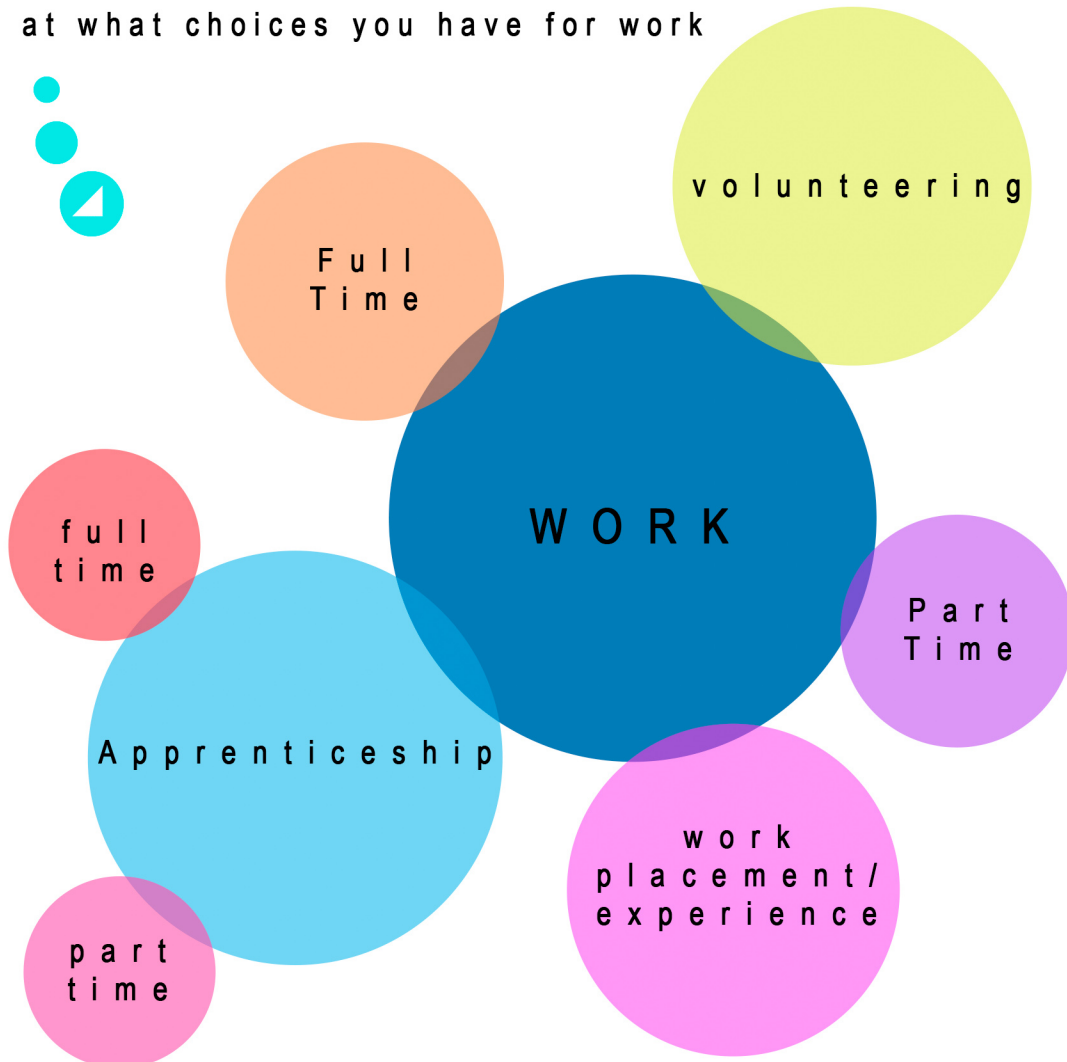 at what choices you have for work
volunteering
Full
Time
WORK
full
time
Part
Time
Apprenticeship
work
placement/
experience
part
time